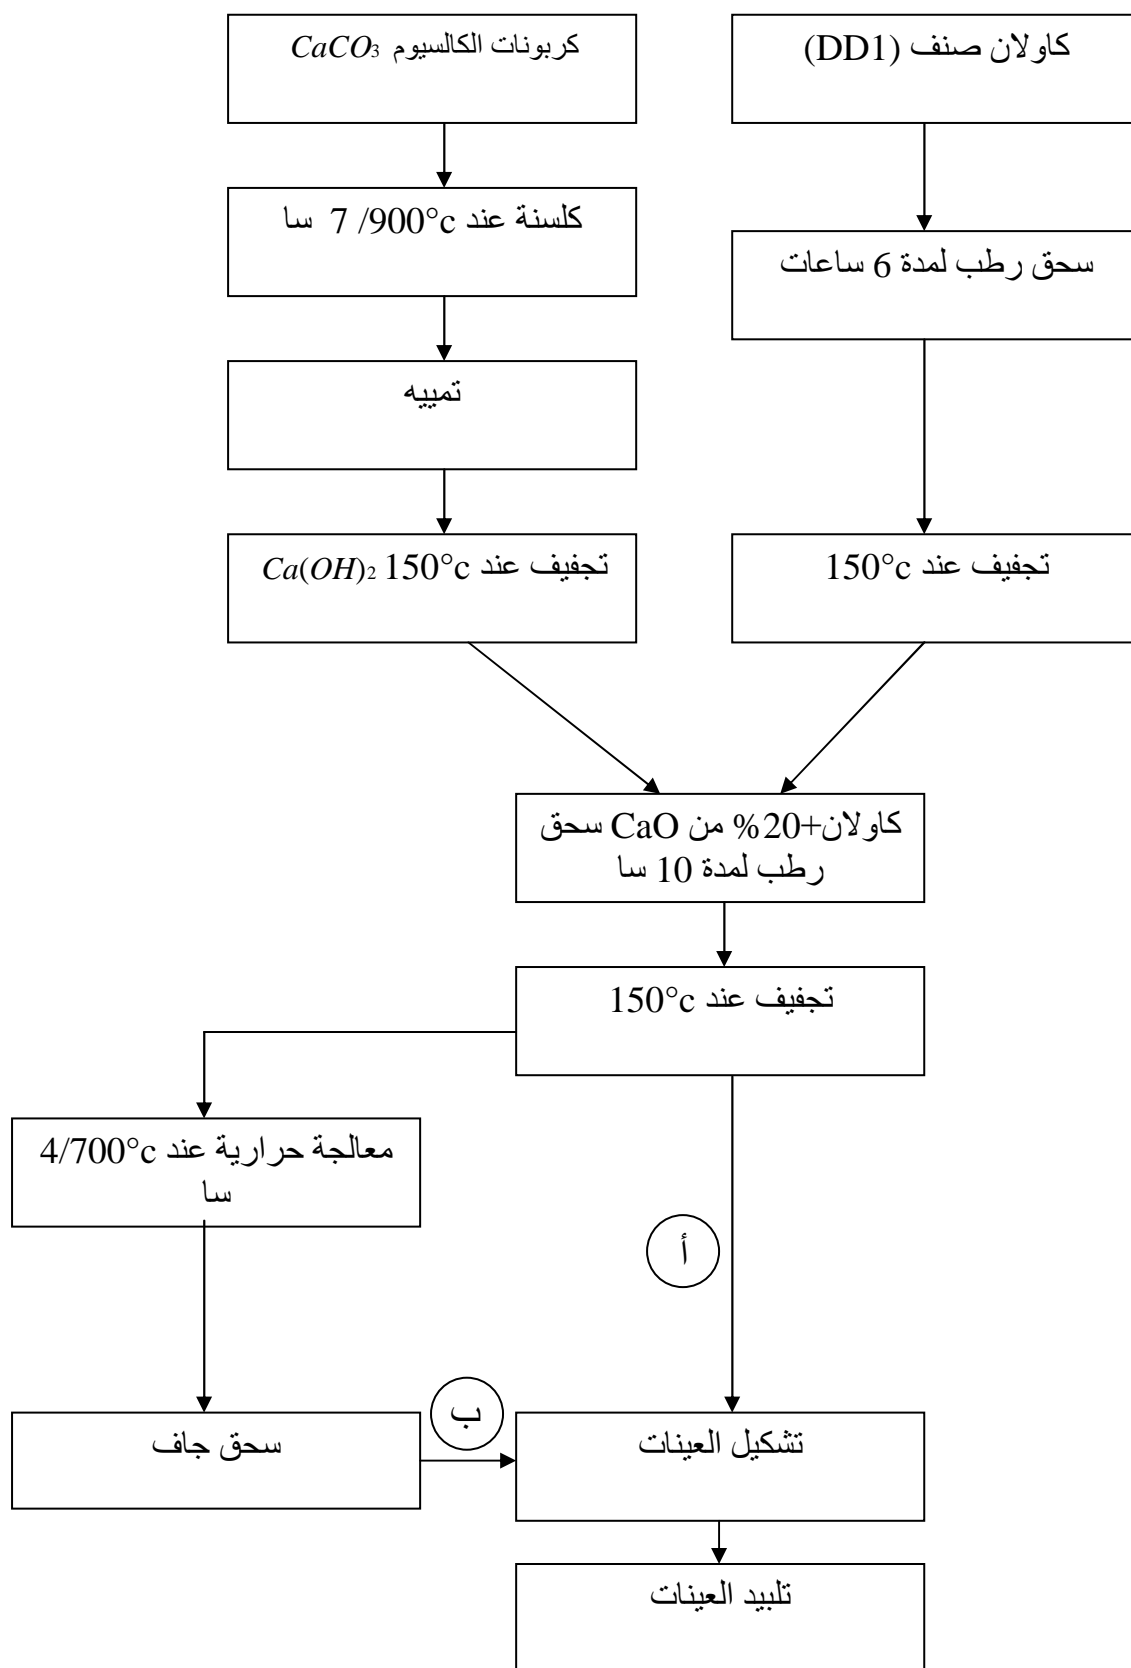 كاولان صنف (DD1)
كربونات الكالسيوم CaCO₃
كلسنة عند 900°c/ 7 سا
سحق رطب لمدة 6 ساعات
تمييه
تجفيف عند 150°c
تجفيف عند 150°c Ca(OH)₂
كاولان+20% من CaO سحق
رطب لمدة 10 سا
تجفيف عند 150°c
معالجة حرارية عند 700°c/4
سا
أ
ب
تشكيل العينات
سحق جاف
تلبيد العينات